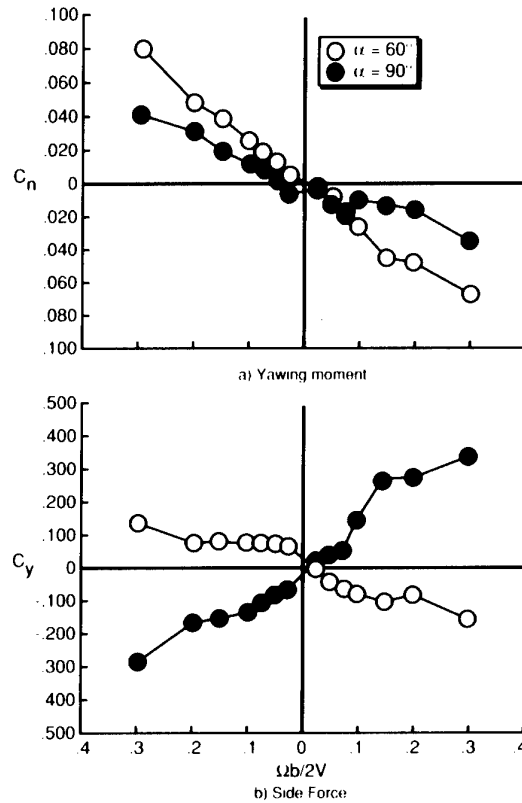 .100
.080
.060
.040
.020
0
.020
.040
.060
.080
.100
Cn
α = 60"
α = 90"
a) Yawing moment
.500
.400
.300
.200
.100
0
-.100
.200
.300
.400
.500
Cy
.4 .3 .2 .1 0 .1 .2 .3 .4
Ωb/2V
b) Side Force